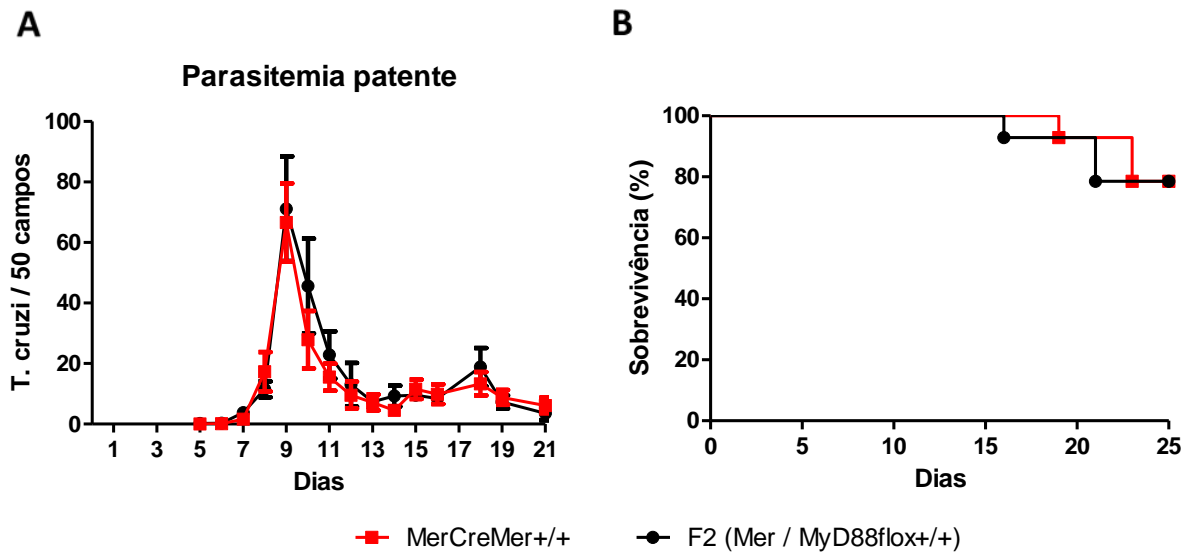 A
B
Parasitemia patente
T. cruzi / 50 campos
100
80
60
40
20
0
1 3 5 7 9 11 13 15 17 19 21
Dias
Sobrevivência (%)
100
80
60
40
20
0
0 5 10 15 20 25
Dias
MerCreMer+/+ F2 (Mer / MyD88flox+/+)